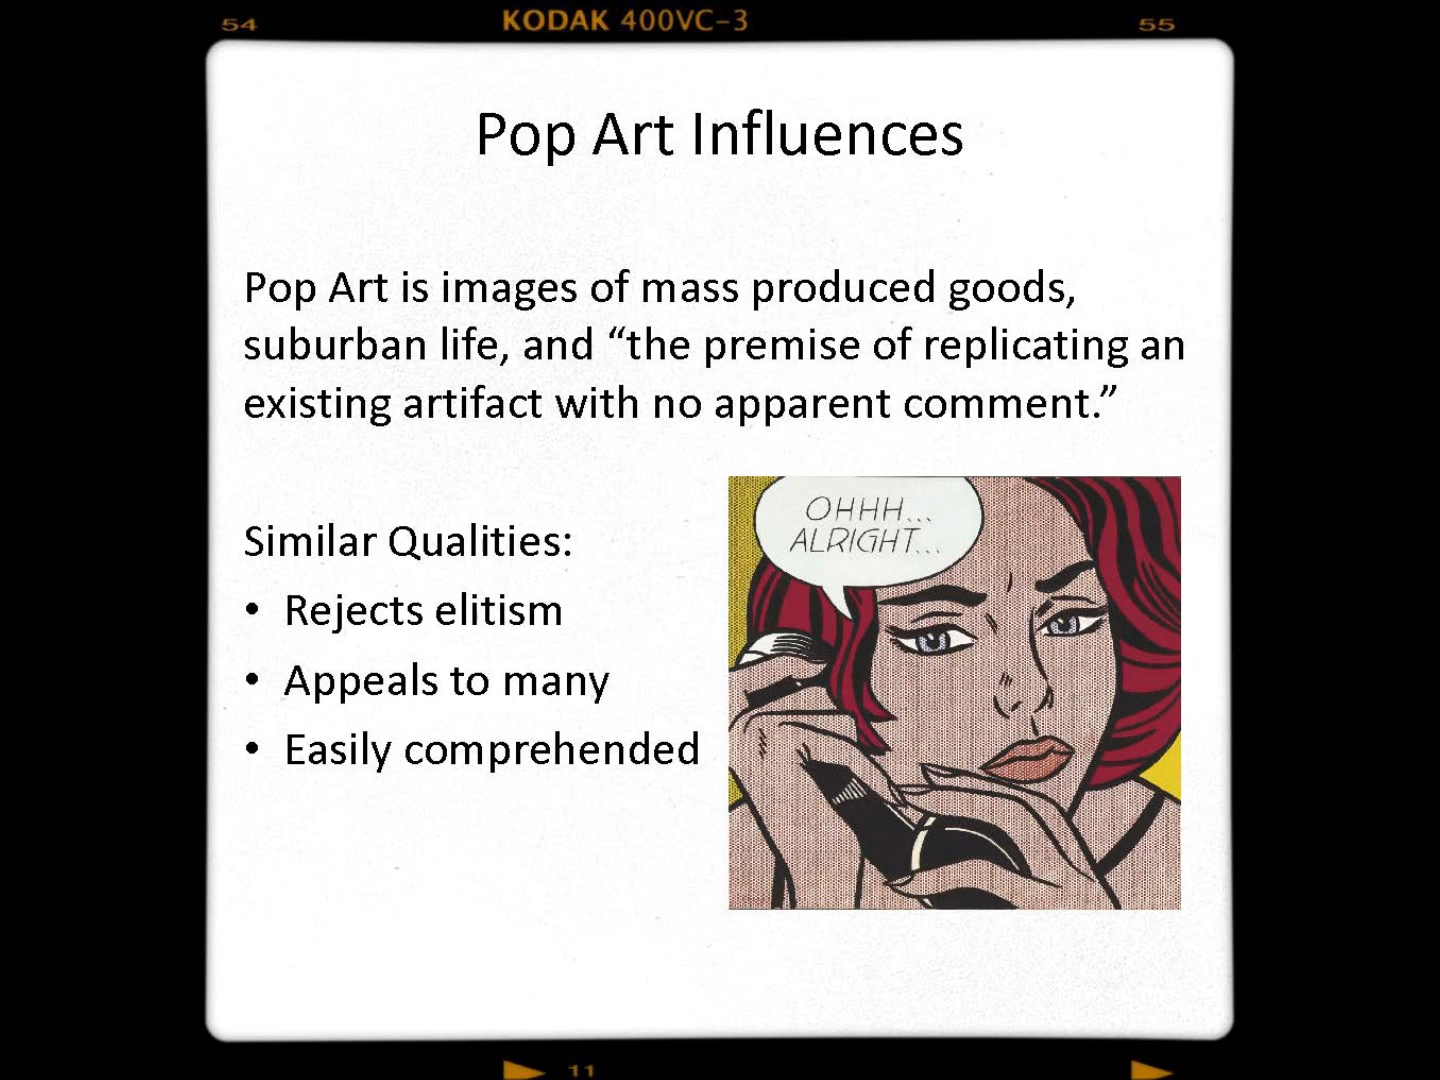 54 KODAK 400VC-3 55
Pop Art Influences
Pop Art is images of mass produced goods,
suburban life, and “the premise of replicating an
existing artifact with no apparent comment.”
OHHH...
ALRIGHT...
Similar Qualities:
• Rejects elitism
• Appeals to many
• Easily comprehended
11